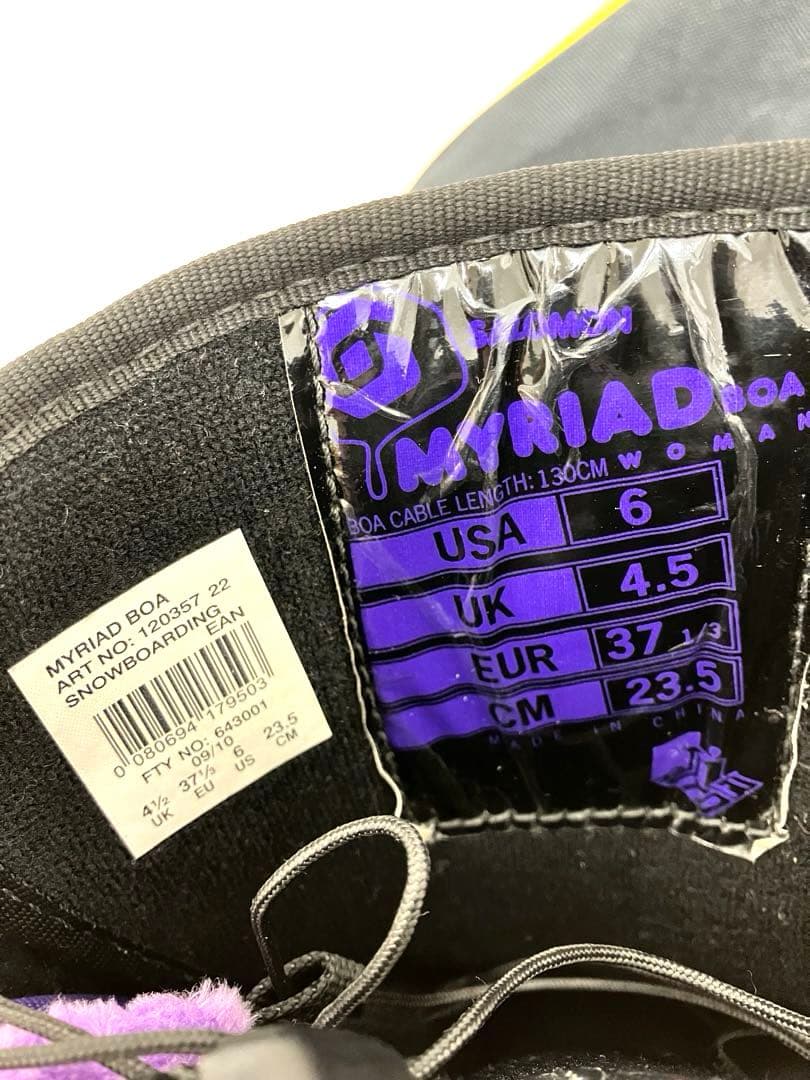 SALOMON
MYRIAD BOA
WOMAN
BOA CABLE LENGTH: 130CM
USA 6
UK 4.5
EUR 37 1/3
CM 23.5
MADE IN CHINA
MYRIAD BOA
ART NO: 120357 22
SNOWBOARDING
EAN
0 080694 179503
FTY NO: 643001
09/10
4½ 37⅓ 6 23.5
UK EU US CM